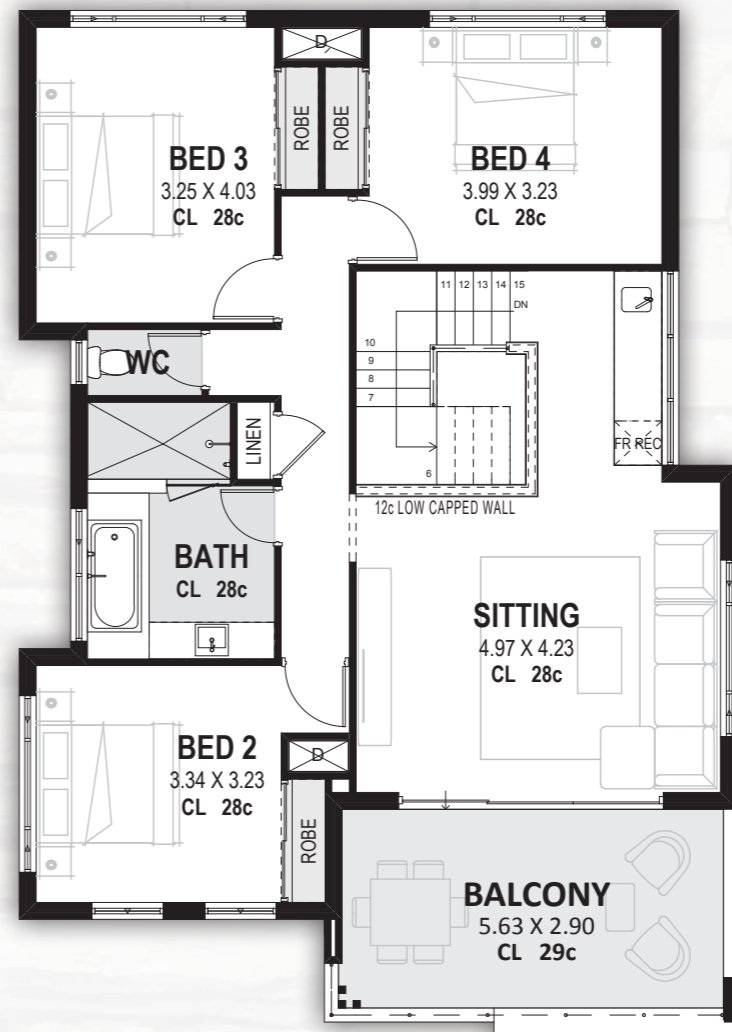 D
ROBE
ROBE
BED 3
3.25 X 4.03
CL 28c
BED 4
3.99 X 3.23
CL 28c
11 12 13 14 15
DN
10
9
8
7
6
WC
LINEN
FR REC
12c LOW CAPPED WALL
BATH
CL 28c
SITTING
4.97 X 4.23
CL 28c
BED 2
3.34 X 3.23
CL 28c
D
ROBE
BALCONY
5.63 X 2.90
CL 29c